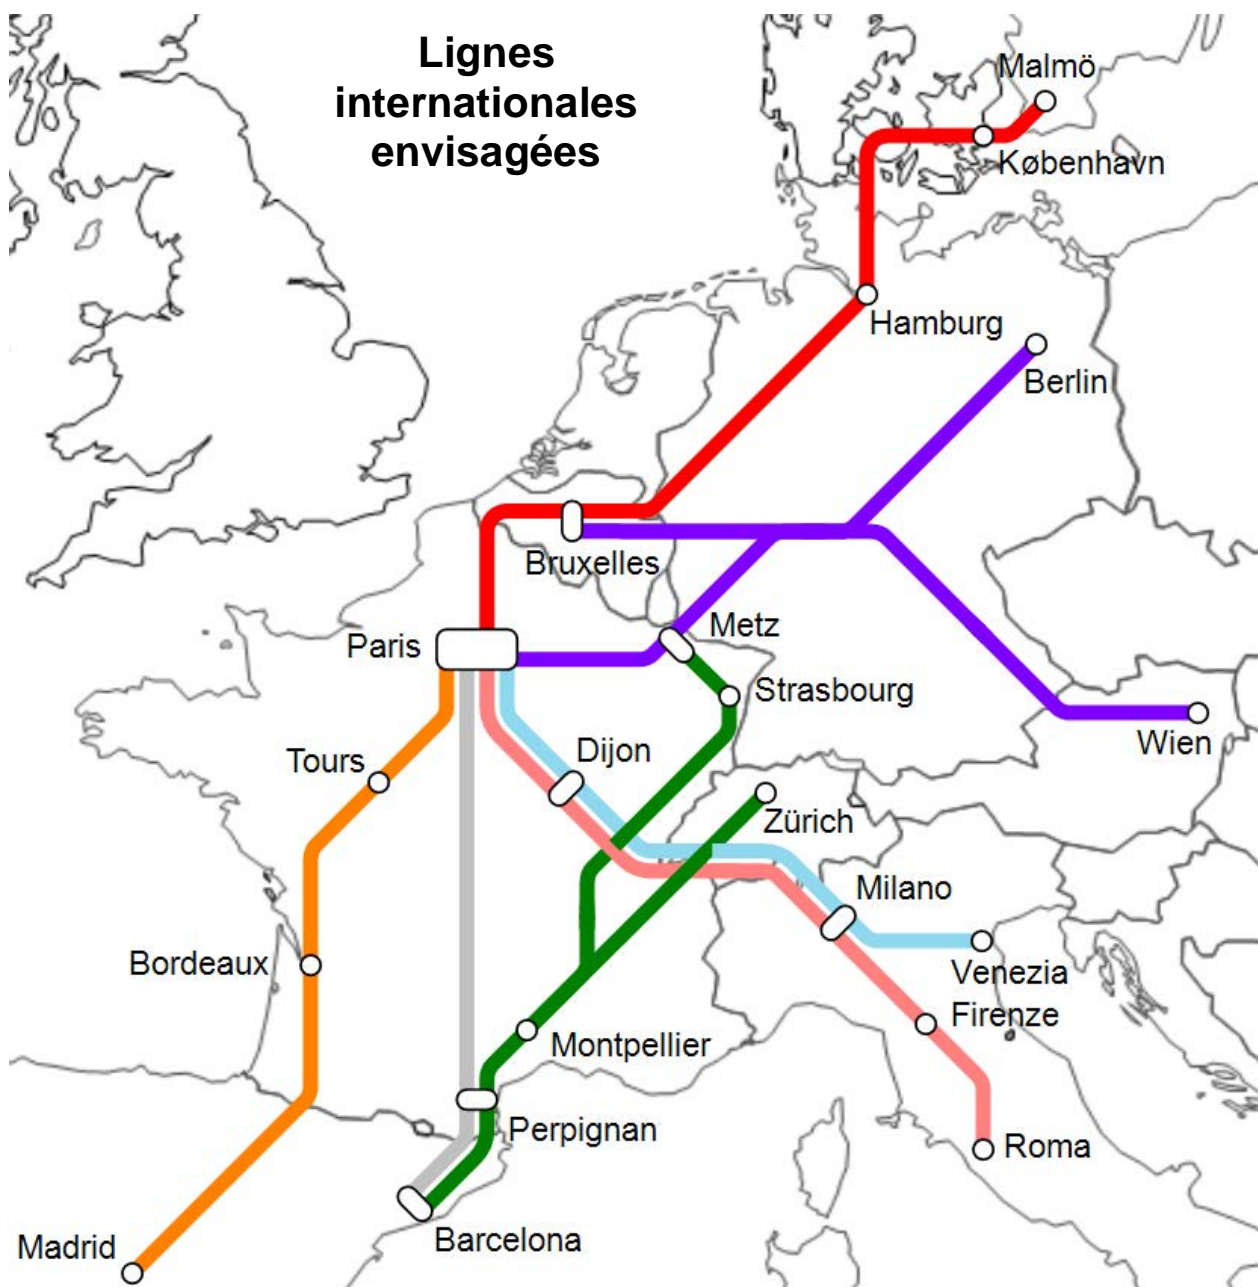 Lignes
internationales
envisagées
Malmö
København
Hamburg
Berlin
Bruxelles
Metz
Paris
Strasbourg
Wien
Dijon
Tours
Zürich
Milano
Bordeaux
Venezia
Firenze
Montpellier
Perpignan
Roma
Barcelona
Madrid